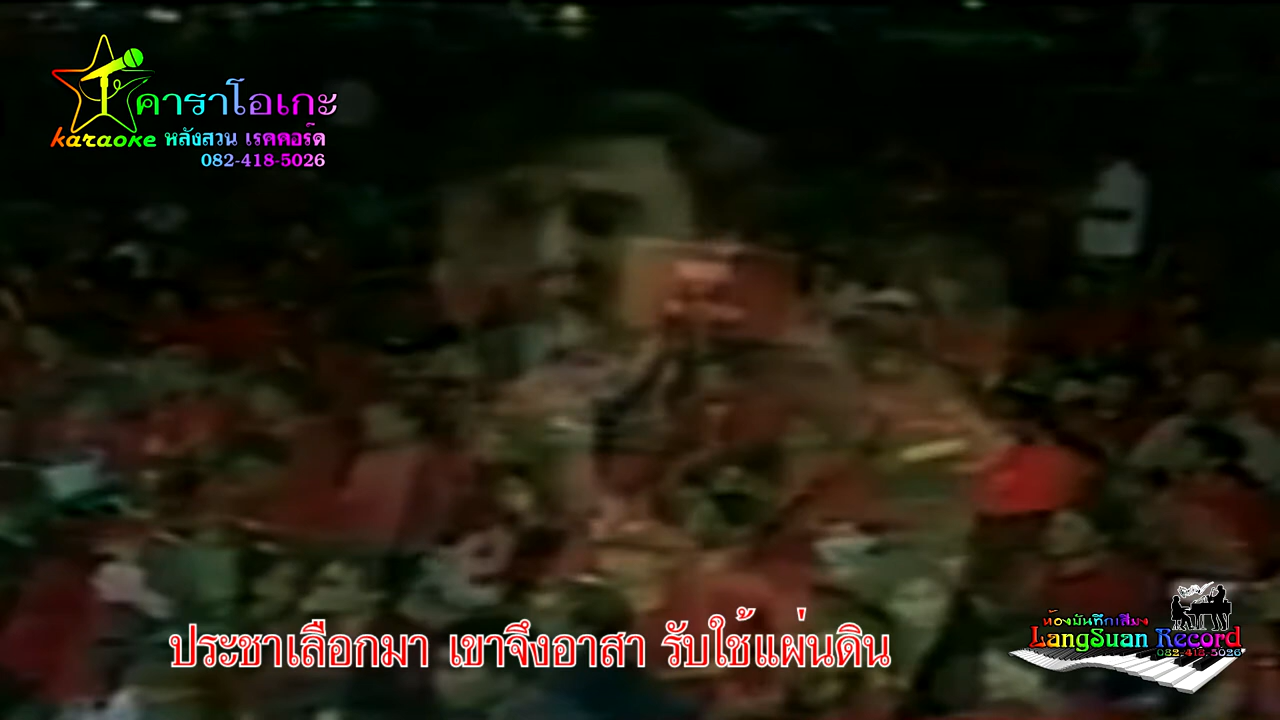 คาราโอเกะ
karaoke หลังสวน เรคคอร์ด
082-418-5026
ประชาเลือกมา เขาจึงอาสา รับใช้แผ่นดิน
ห้องบันทึกเสียง
LangSuan Record
082-418-5026